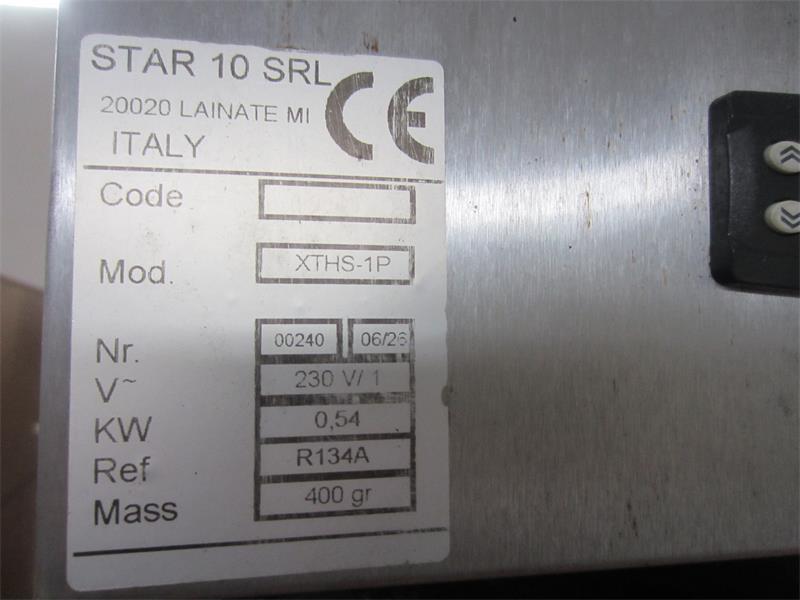 STAR 10 SRL
20020 LAINATE MI
ITALY
CE
Code
Mod. XTHS-1P
Nr. 00240 06/26
V~ 230 V/ 1
KW 0,54
Ref R134A
Mass 400 gr